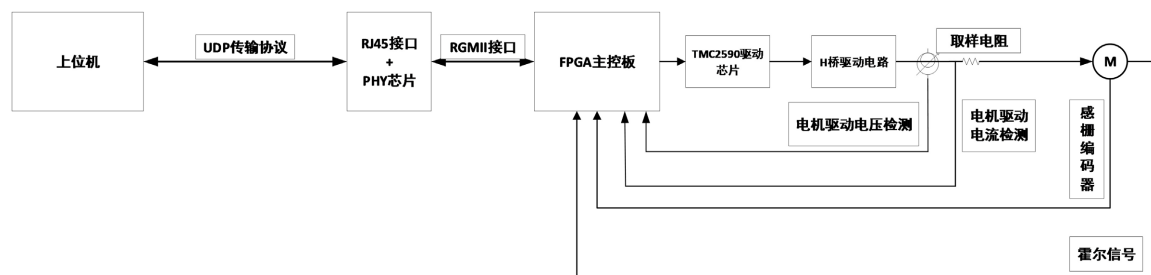 上位机
UDP传输协议
RJ45接口
+
PHY芯片
RGMII接口
FPGA主控板
TMC2590驱动
芯片
H桥驱动电路
取样电阻
M
电机驱动电压检测
电机驱动
电流检测
感
栅
编
码
器
霍尔信号